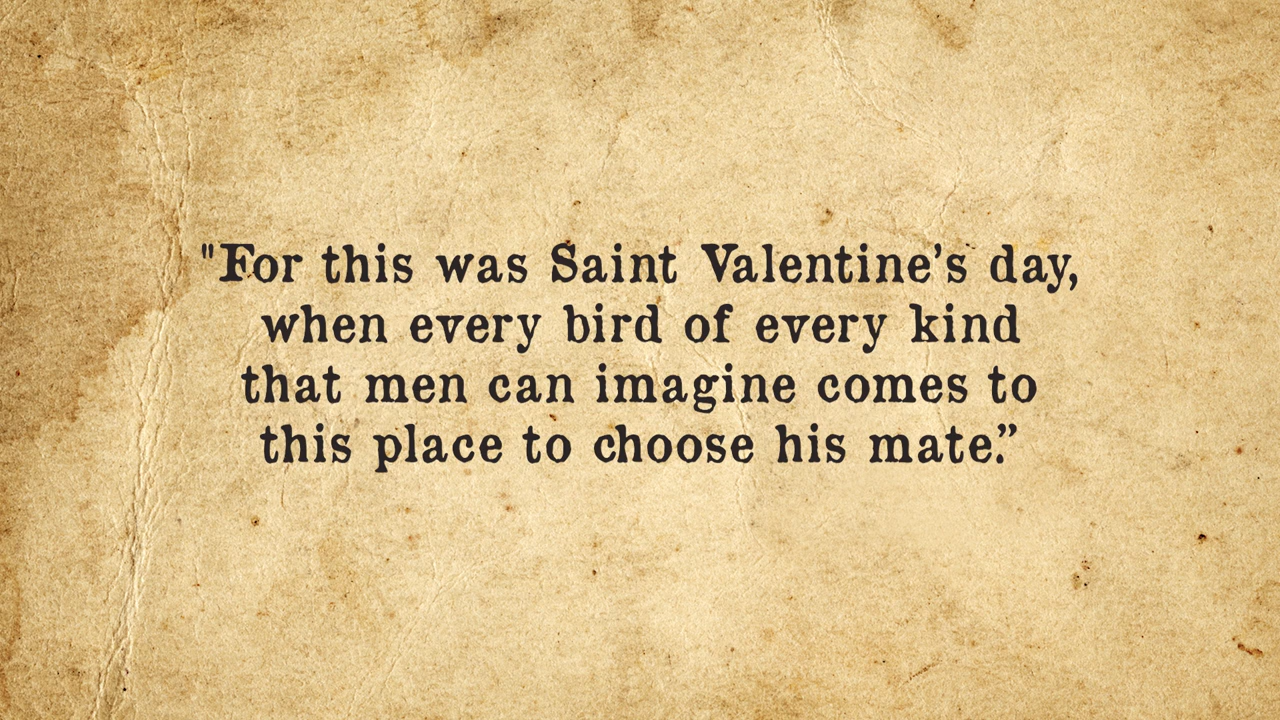 "For this was Saint Valentine’s day,
when every bird of every kind
that men can imagine comes to
this place to choose his mate.”